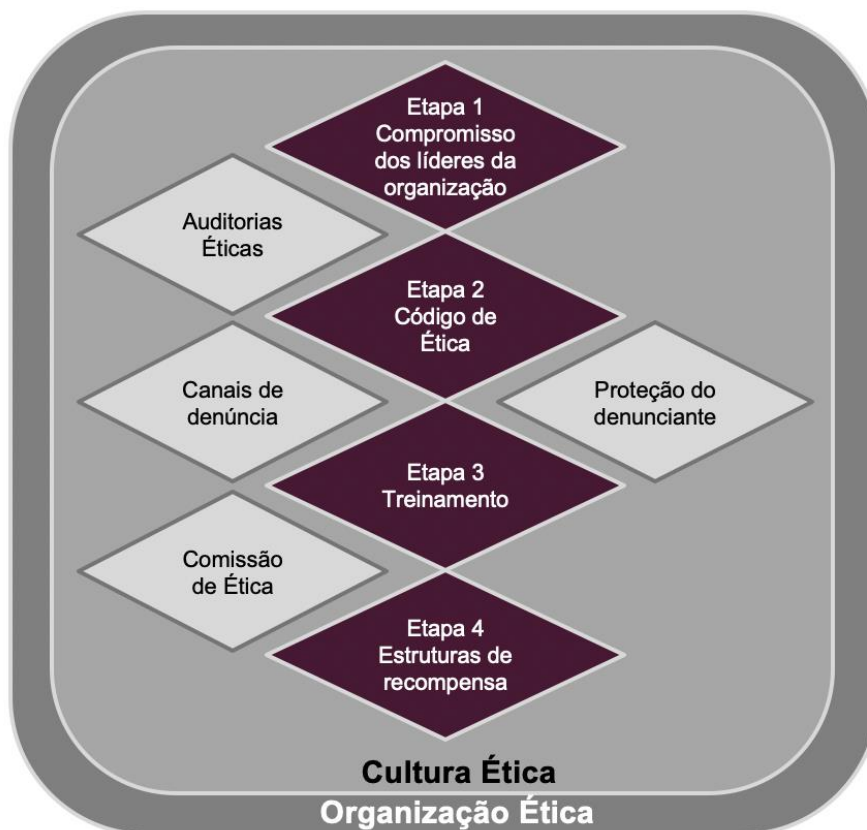 Etapa 1
Compromisso
dos líderes da
organização
Auditorias
Éticas
Etapa 2
Código de
Ética
Canais de
denúncia
Proteção do
denunciante
Etapa 3
Treinamento
Comissão
de Ética
Etapa 4
Estruturas de
recompensa
Cultura Ética
Organização Ética